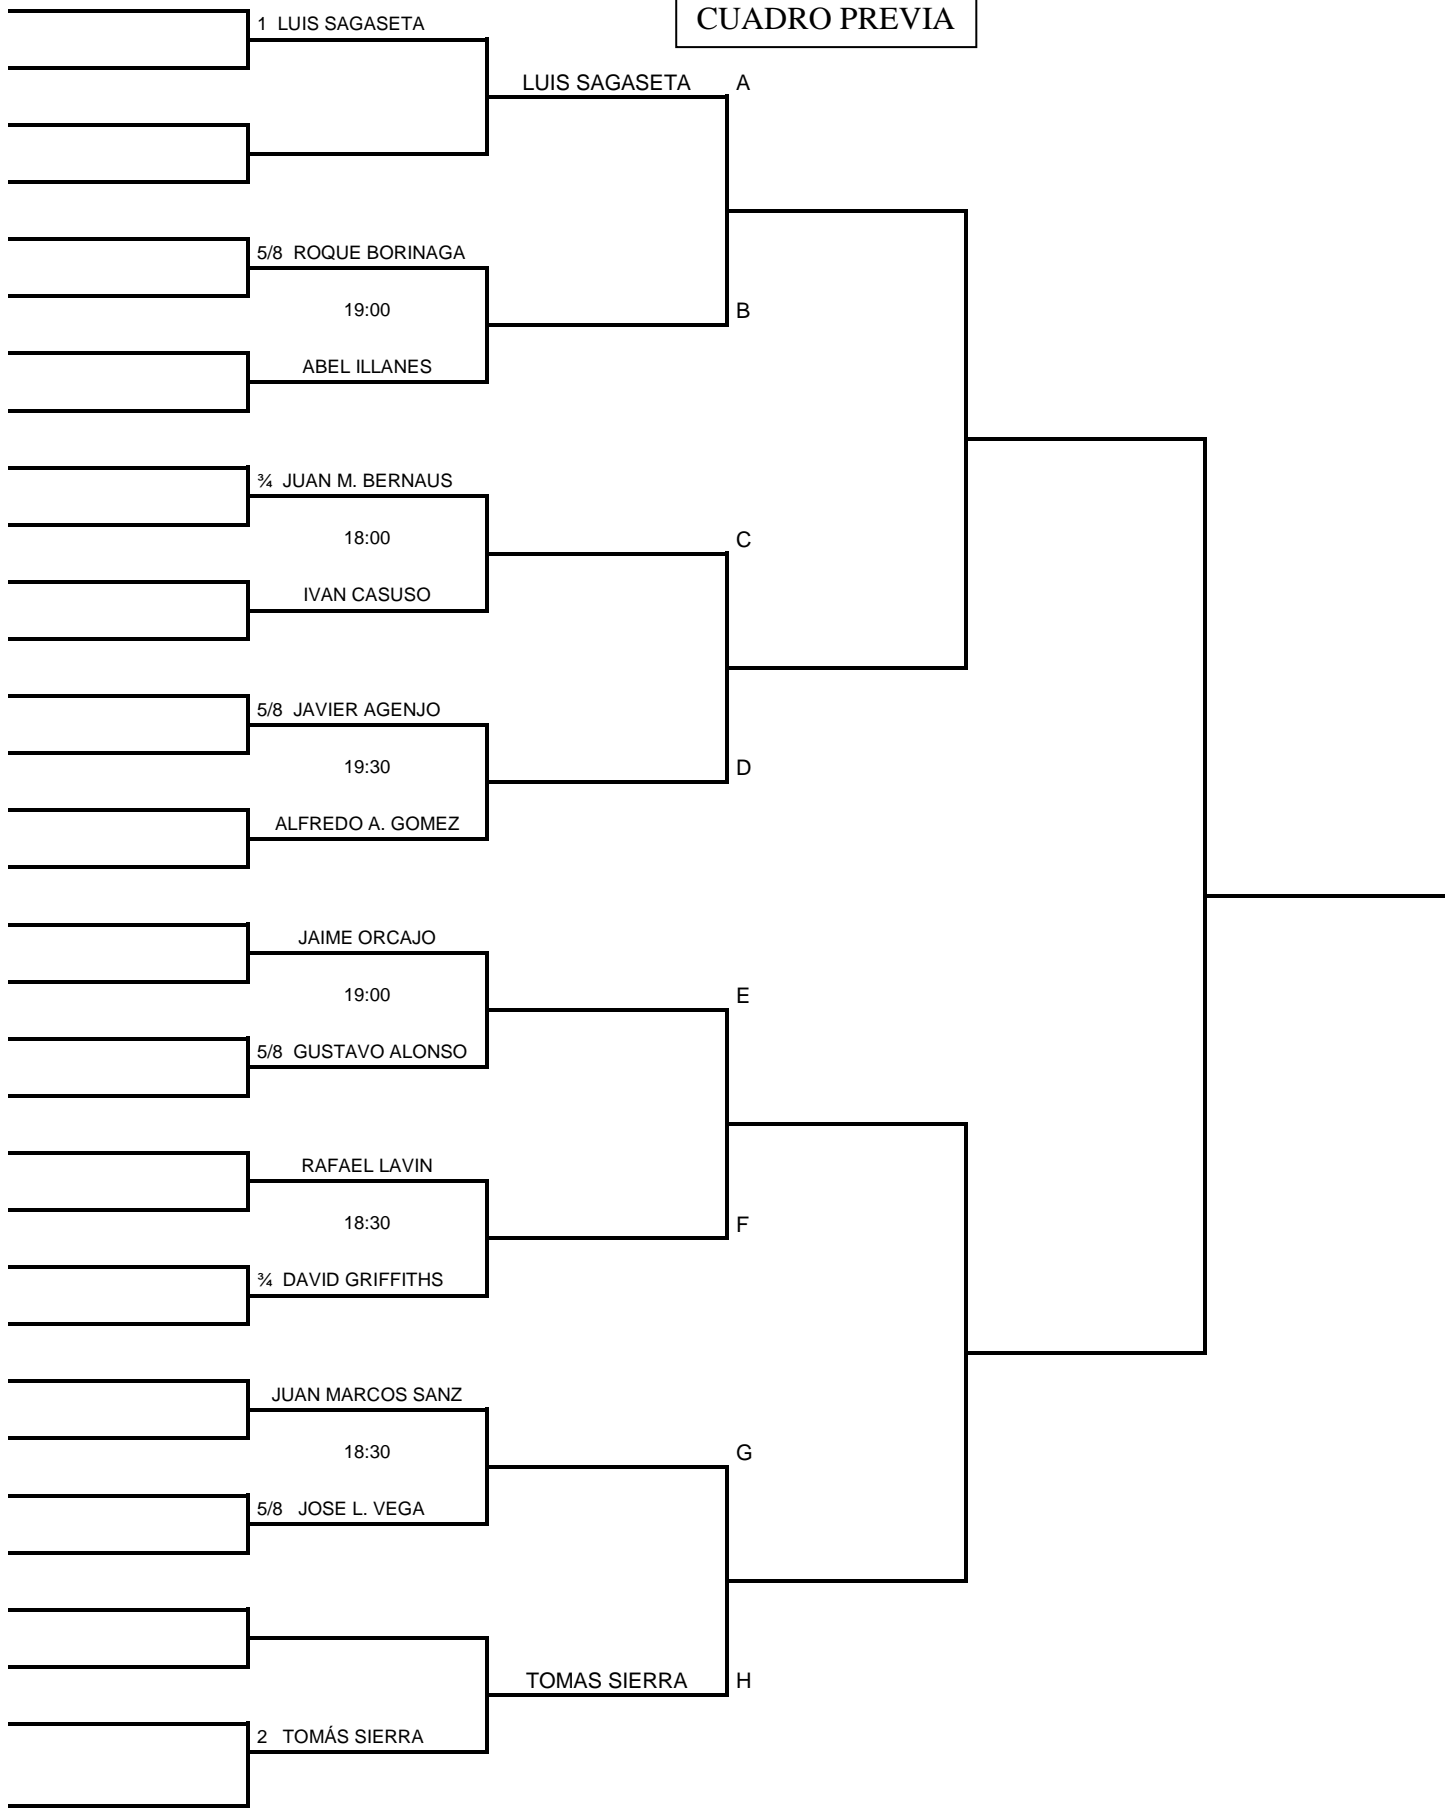 CUADRO PREVIA
1 LUIS SAGASETA
LUIS SAGASETA A
5/8 ROQUE BORINAGA
19:00
B
ABEL ILLANES
¾ JUAN M. BERNAUS
18:00
C
IVAN CASUSO
5/8 JAVIER AGENJO
19:30
D
ALFREDO A. GOMEZ
JAIME ORCAJO
19:00
E
5/8 GUSTAVO ALONSO
RAFAEL LAVIN
18:30
F
¾ DAVID GRIFFITHS
JUAN MARCOS SANZ
18:30
G
5/8 JOSE L. VEGA
TOMAS SIERRA H
2 TOMÁS SIERRA